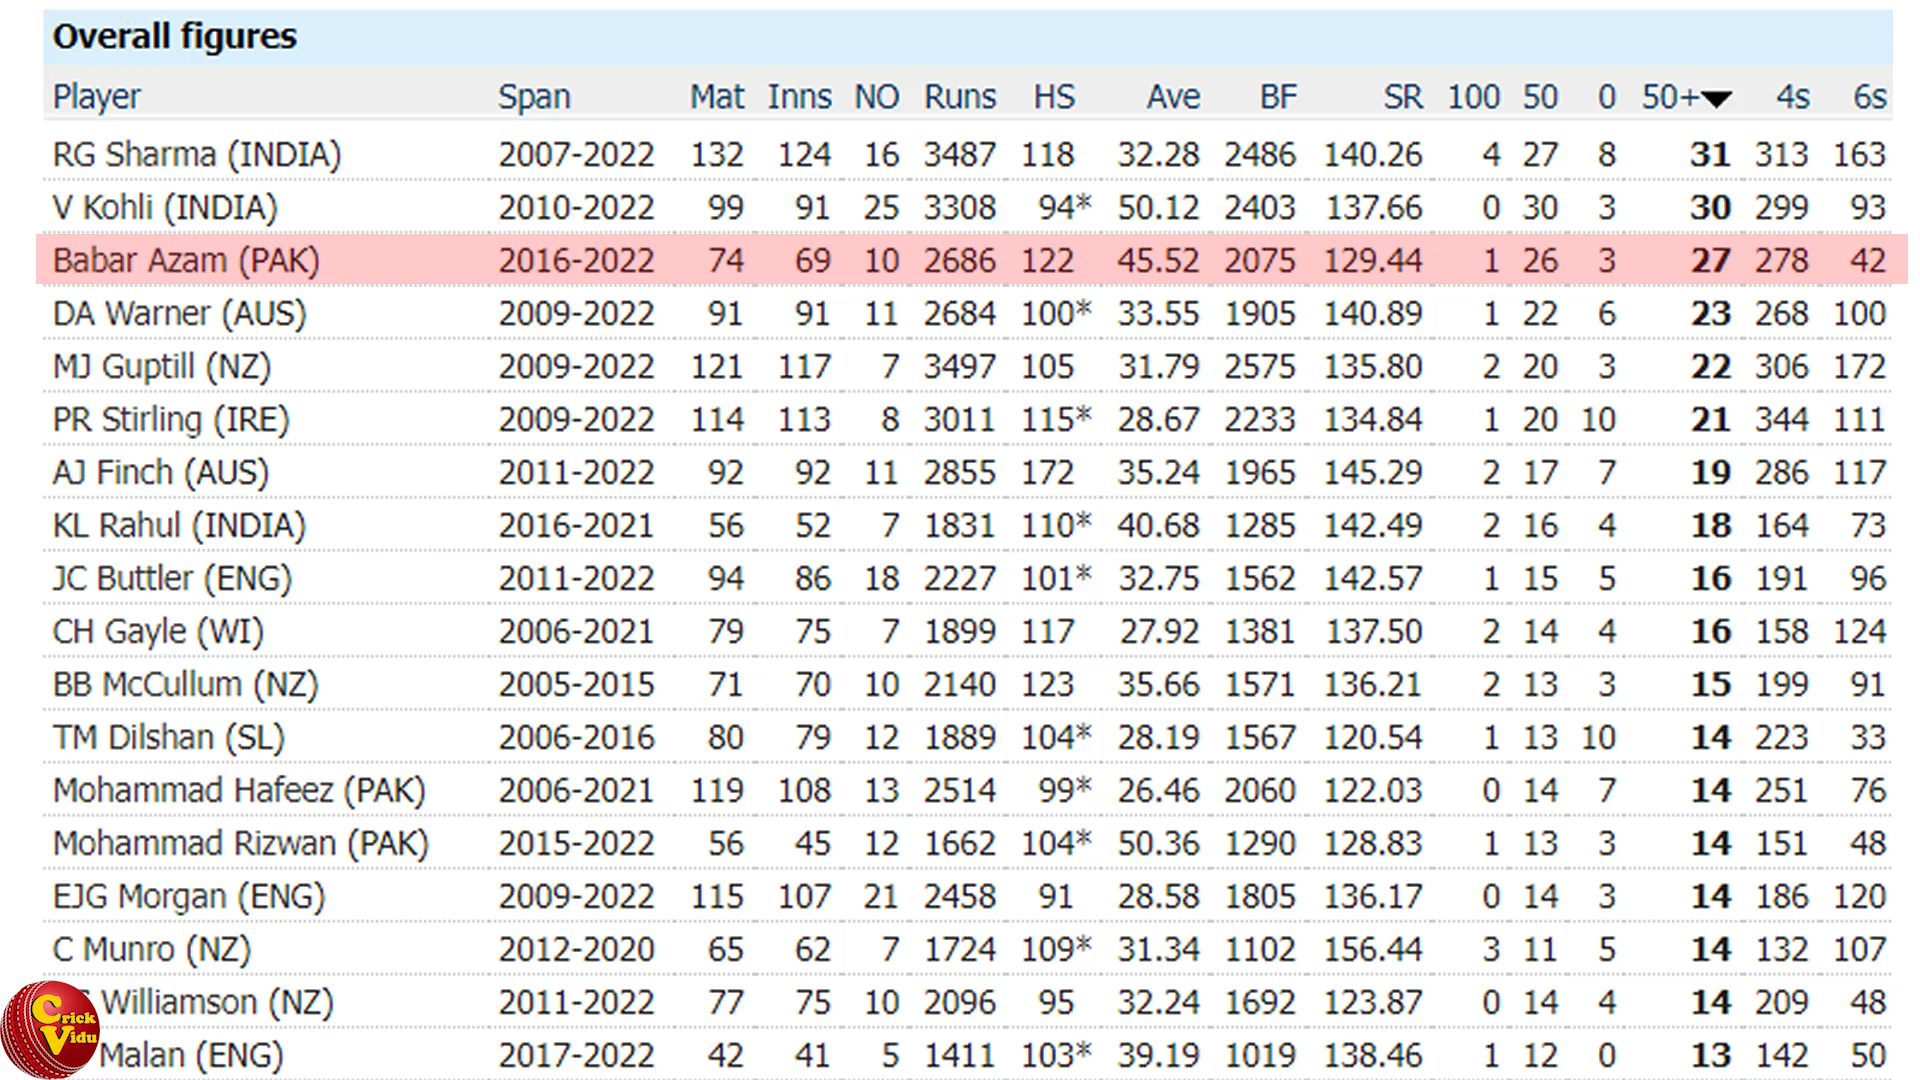 Overall figures
Player Span Mat Inns NO Runs HS Ave BF SR 100 50 0 50+ 4s 6s
RG Sharma (INDIA) 2007-2022 132 124 16 3487 118 32.28 2486 140.26 4 27 8 31 313 163
V Kohli (INDIA) 2010-2022 99 91 25 3308 94* 50.12 2403 137.66 0 30 3 30 299 93
Babar Azam (PAK) 2016-2022 74 69 10 2686 122 45.52 2075 129.44 1 26 3 27 278 42
DA Warner (AUS) 2009-2022 91 91 11 2684 100* 33.55 1905 140.89 1 22 6 23 268 100
MJ Guptill (NZ) 2009-2022 121 117 7 3497 105 31.79 2575 135.80 2 20 3 22 306 172
PR Stirling (IRE) 2009-2022 114 113 8 3011 115* 28.67 2233 134.84 1 20 10 21 344 111
AJ Finch (AUS) 2011-2022 92 92 11 2855 172 35.24 1965 145.29 2 17 7 19 286 117
KL Rahul (INDIA) 2016-2021 56 52 7 1831 110* 40.68 1285 142.49 2 16 4 18 164 73
JC Buttler (ENG) 2011-2022 94 86 18 2227 101* 32.75 1562 142.57 1 15 5 16 191 96
CH Gayle (WI) 2006-2021 79 75 7 1899 117 27.92 1381 137.50 2 14 4 16 158 124
BB McCullum (NZ) 2005-2015 71 70 10 2140 123 35.66 1571 136.21 2 13 3 15 199 91
TM Dilshan (SL) 2006-2016 80 79 12 1889 104* 28.19 1567 120.54 1 13 10 14 223 33
Mohammad Hafeez (PAK) 2006-2021 119 108 13 2514 99* 26.46 2060 122.03 0 14 7 14 251 76
Mohammad Rizwan (PAK) 2015-2022 56 45 12 1662 104* 50.36 1290 128.83 1 13 3 14 151 48
EJG Morgan (ENG) 2009-2022 115 107 21 2458 91 28.58 1805 136.17 0 14 3 14 186 120
C Munro (NZ) 2012-2020 65 62 7 1724 109* 31.34 1102 156.44 3 11 5 14 132 107
Williamson (NZ) 2011-2022 77 75 10 2096 95 32.24 1692 123.87 0 14 4 14 209 48
Malan (ENG) 2017-2022 42 41 5 1411 103* 39.19 1019 138.46 1 12 0 13 142 50
Crick
Vidu